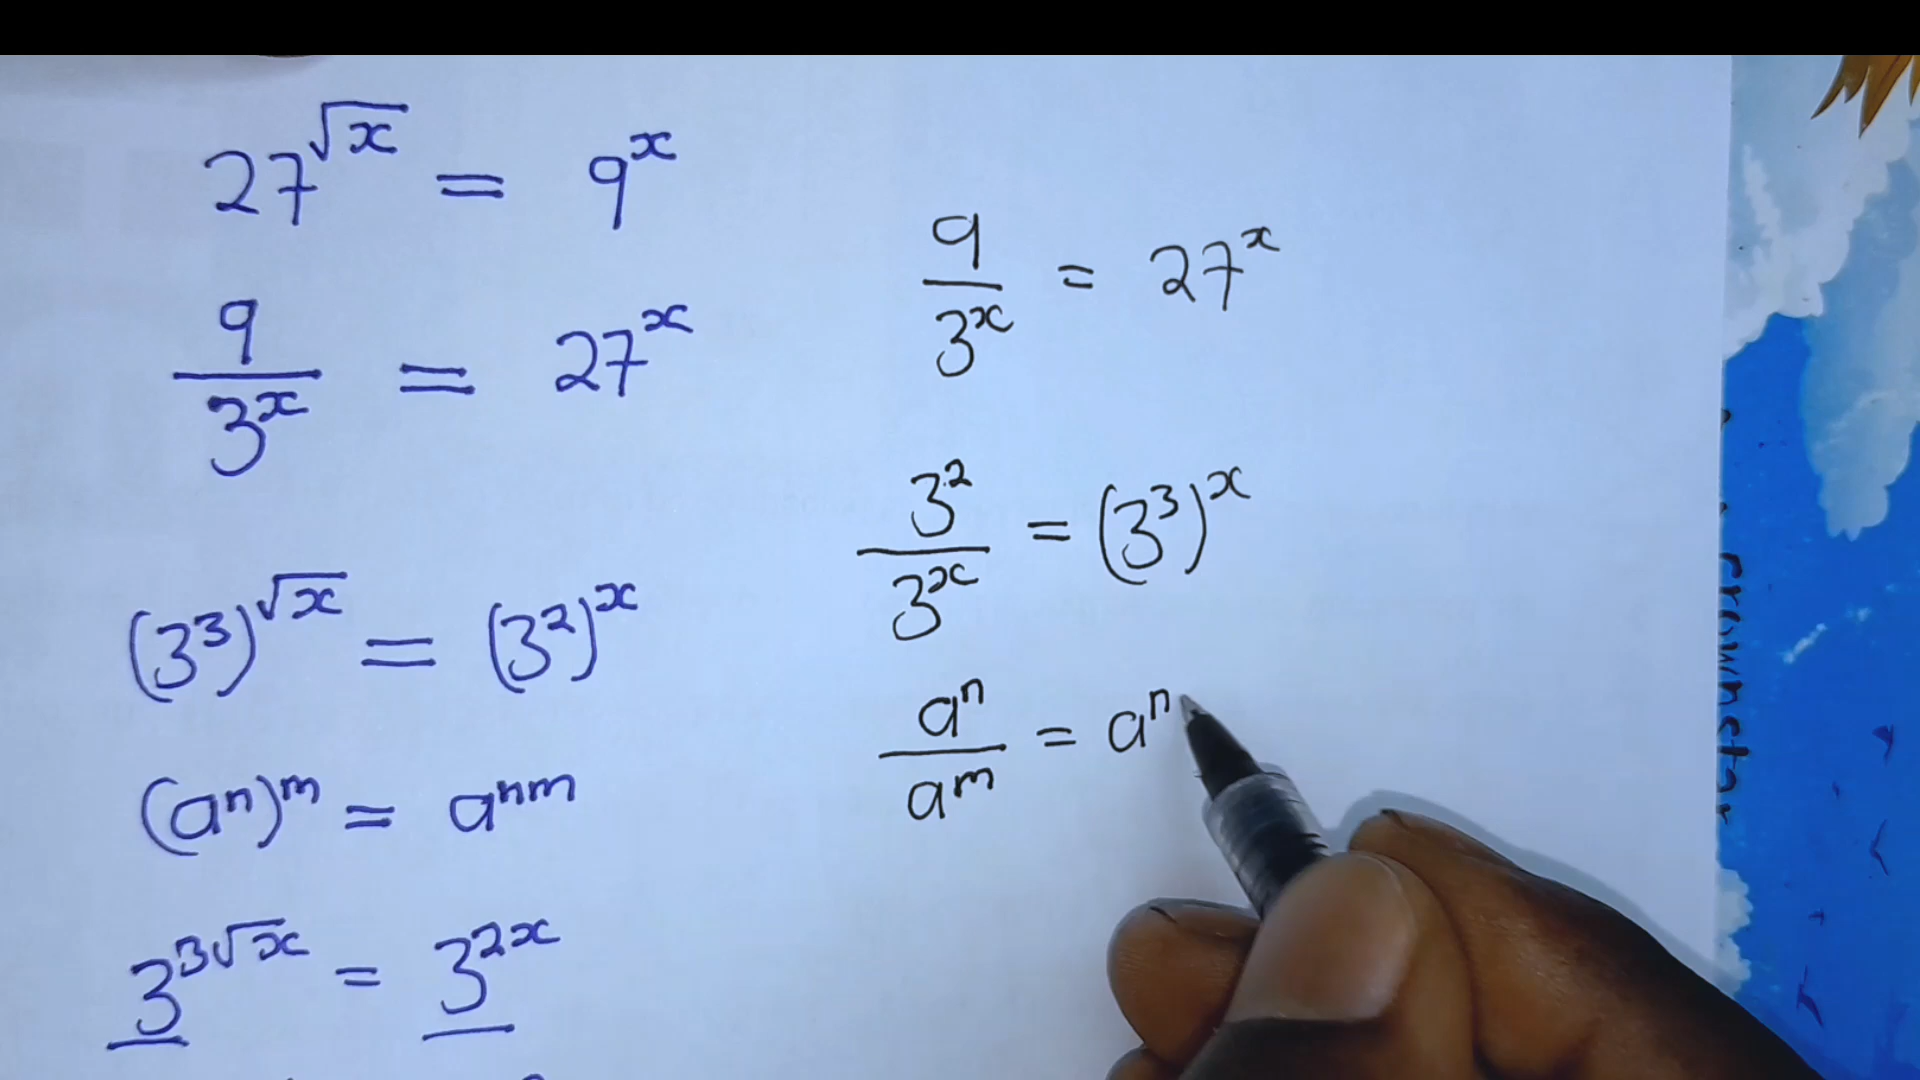 27^√x = 9^x
9/3^x = 27^x
(3^3)^√x = (3^2)^x
(a^n)^m = a^nm
3^3√x = 3^2x
9/3^x = 27^x
3^2/3^x = (3^3)^x
a^n/a^m = a^n